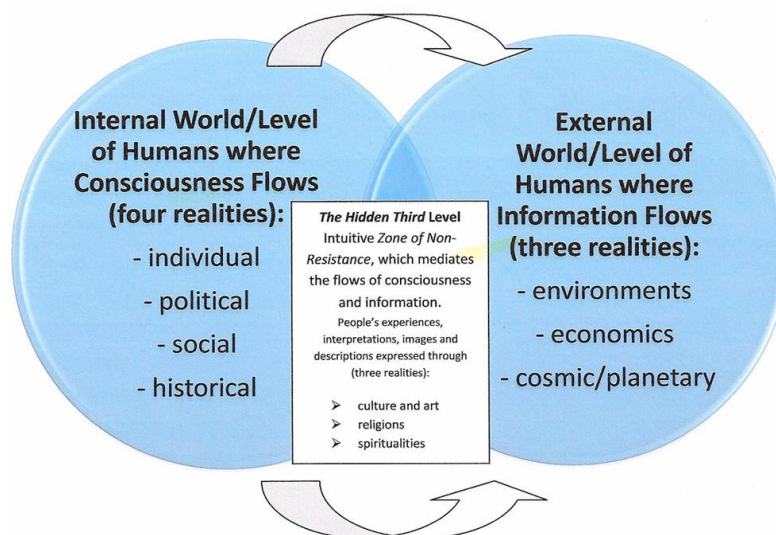 Internal World/Level
of Humans where
Consciousness Flows
(four realities):
- individual
- political
- social
- historical
The Hidden Third Level
Intuitive Zone of Non-
Resistance, which mediates
the flows of consciousness
and information.
People's experiences,
interpretations, images and
descriptions expressed through
(three realities):
➢ culture and art
➢ religions
➢ spiritualities
External
World/Level of
Humans where
Information Flows
(three realities):
- environments
- economics
- cosmic/planetary